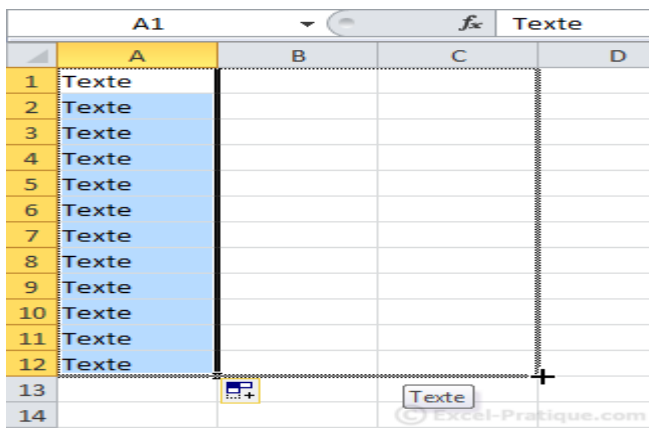 A1 fx Texte
A B C D
1 Texte
2 Texte
3 Texte
4 Texte
5 Texte
6 Texte
7 Texte
8 Texte
9 Texte
10 Texte
11 Texte
12 Texte
13 Texte
14 © Excel-Pratique.com